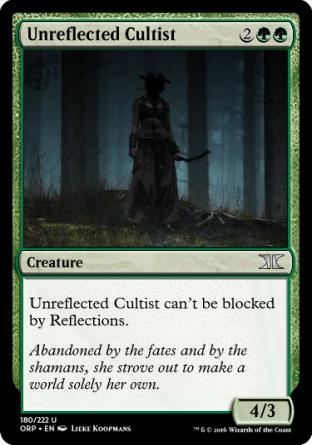 Unreflected Cultist 2
Creature
Unreflected Cultist can't be blocked
by Reflections.
Abandoned by the fates and by the
shamans, she strove out to make a
world solely her own.
4/3
180/222 U
ORP • EN Lieke Koopmans
™ & © 2016 Wizards of the Coast